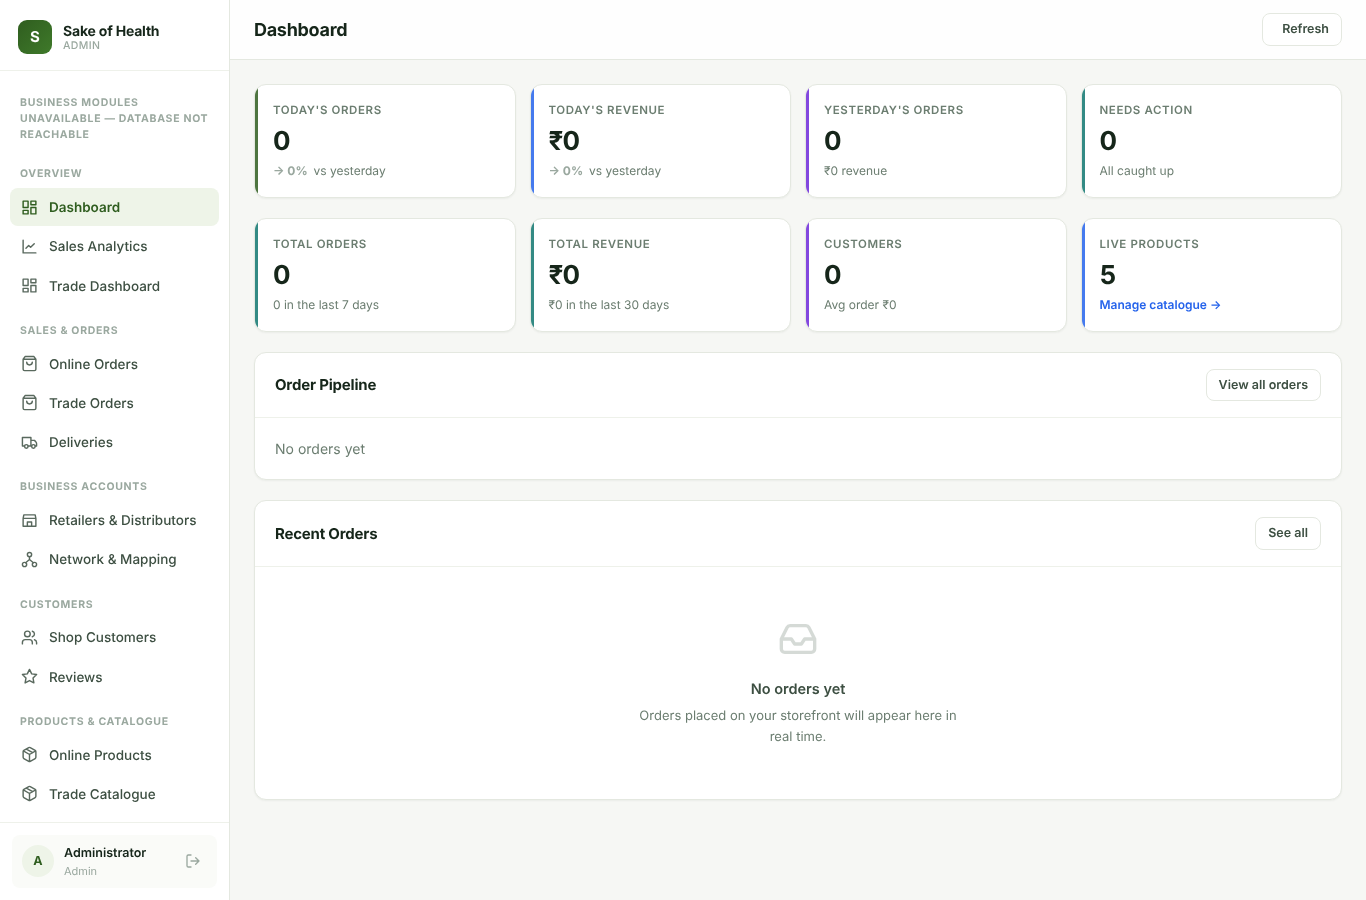 S
Sake of Health
ADMIN
BUSINESS MODULES
UNAVAILABLE — DATABASE NOT
REACHABLE
OVERVIEW
Dashboard
Sales Analytics
Trade Dashboard
SALES & ORDERS
Online Orders
Trade Orders
Deliveries
BUSINESS ACCOUNTS
Retailers & Distributors
Network & Mapping
CUSTOMERS
Shop Customers
Reviews
PRODUCTS & CATALOGUE
Online Products
Trade Catalogue
A
Administrator
Admin
Dashboard
Refresh
TODAY'S ORDERS
0
→ 0% vs yesterday
TODAY'S REVENUE
₹0
→ 0% vs yesterday
YESTERDAY'S ORDERS
0
₹0 revenue
NEEDS ACTION
0
All caught up
TOTAL ORDERS
0
0 in the last 7 days
TOTAL REVENUE
₹0
₹0 in the last 30 days
CUSTOMERS
0
Avg order ₹0
LIVE PRODUCTS
5
Manage catalogue →
Order Pipeline
View all orders
No orders yet
Recent Orders
See all
No orders yet
Orders placed on your storefront will appear here in
real time.